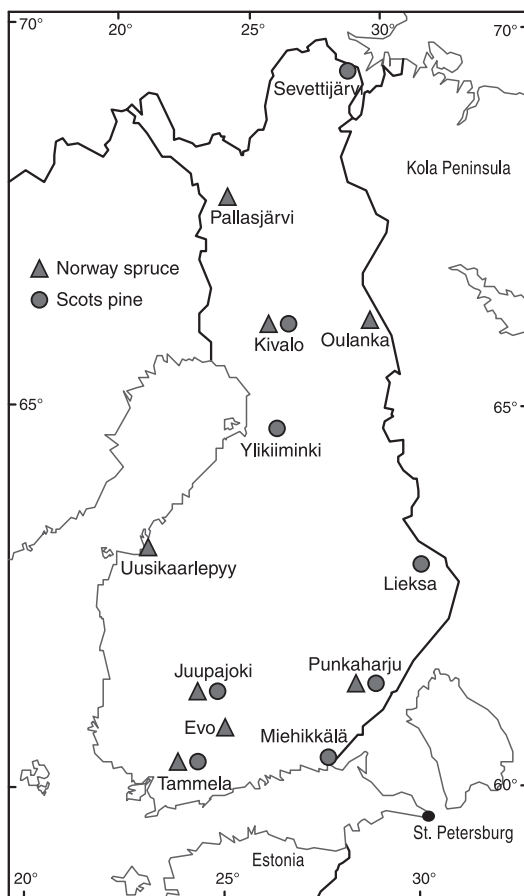 70°
20°
25°
30°
70°
Sevettijärvi
Kola Peninsula
Pallasjärvi
Norway spruce
Scots pine
Kivalo
Oulanka
65°
65°
Ylikiiminki
Uusikaarlepyy
Lieksa
Juupajoki
Punkaharju
Evo
Miehikkälä
Tammela
60°
60°
St. Petersburg
Estonia
20°
25°
30°